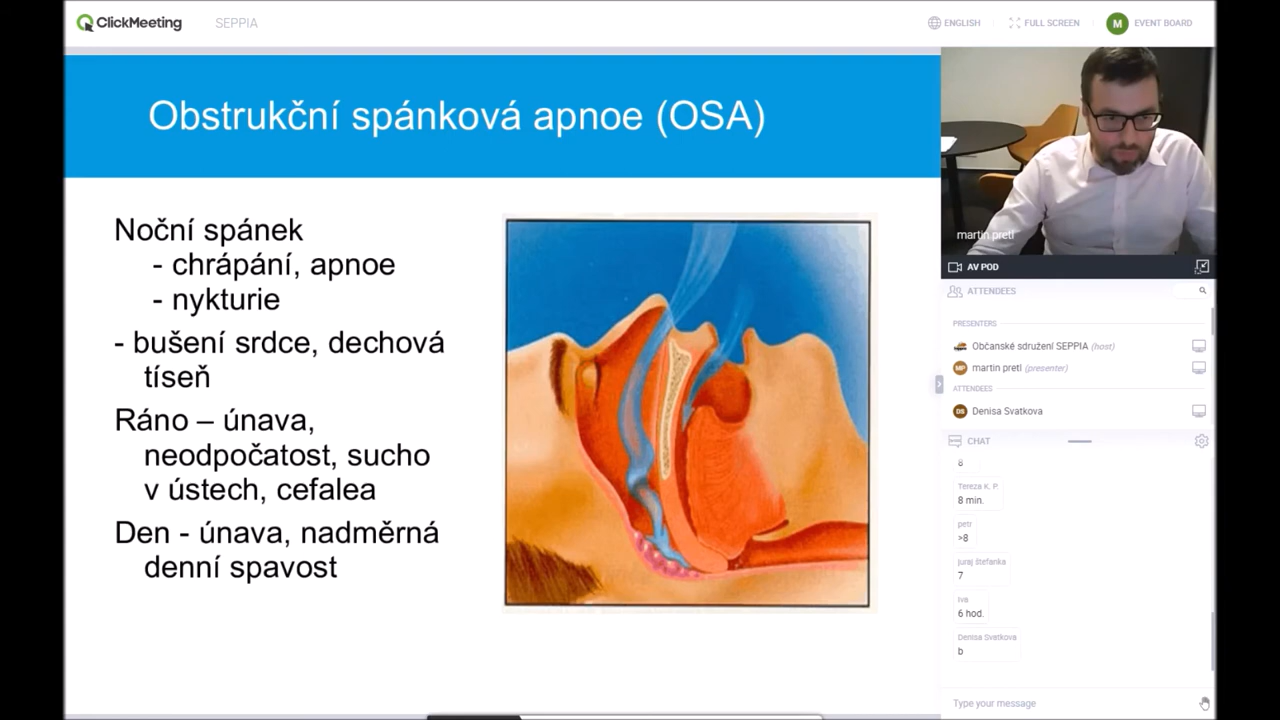 ClickMeeting
SEPPIA
ENGLISH
FULL SCREEN
M
EVENT BOARD
Obstrukční spánková apnoe (OSA)
Noční spánek
- chrápání, apnoe
- nykturie
- bušení srdce, dechová
tíseň
Ráno – únava,
neodpočatost, sucho
v ústech, cefalea
Den - únava, nadměrná
denní spavost
martin pretl
AV POD
ATTENDEES
PRESENTERS
Občanské sdružení SEPPIA (host)
MP martin pretl (presenter)
ATTENDEES
DS Denisa Svatkova
CHAT
8
Tereza K. P.
8 min.
petr
>8
juraj štefanka
7
Iva
6 hod.
Denisa Svatkova
b
Type your message